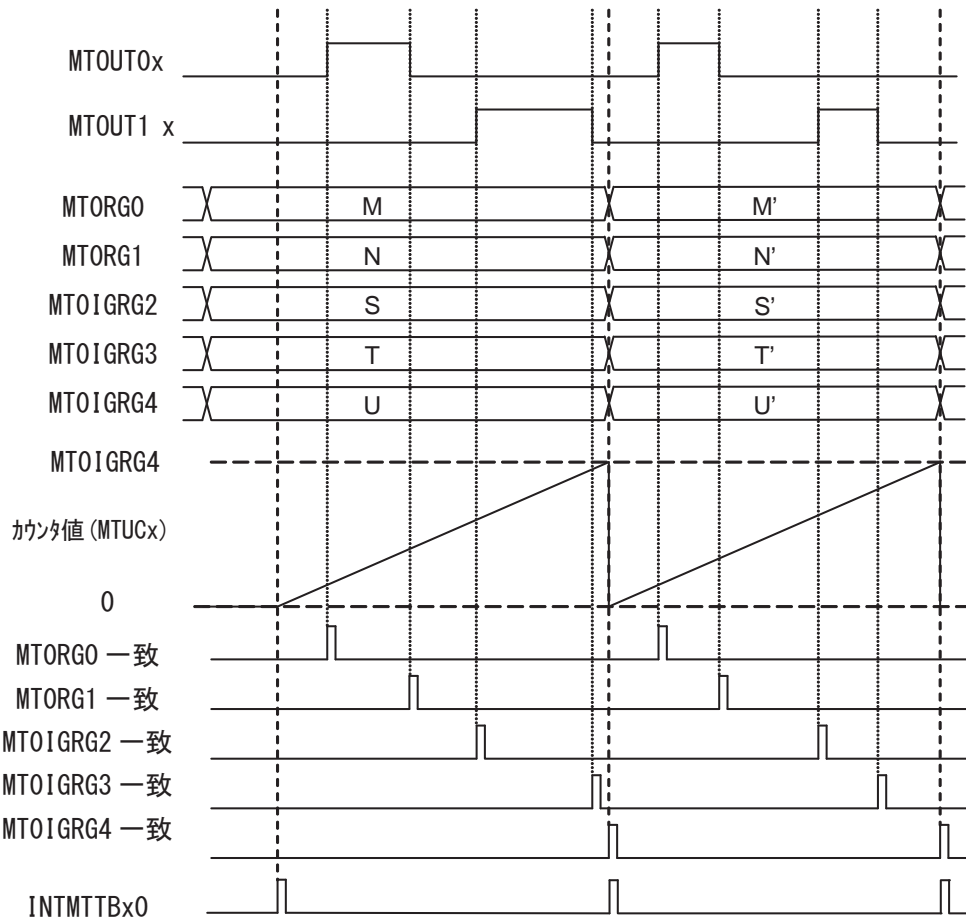 MTOUT0x
MTOUT1 x
MTORG0 M M'
MTORG1 N N'
MTOIGRG2 S S'
MTOIGRG3 T T'
MTOIGRG4 U U'
MTOIGRG4
ｶｳﾝﾀ値(MTUCx)
0
MTORG0 一致
MTORG1 一致
MTOIGRG2 一致
MTOIGRG3 一致
MTOIGRG4 一致
INTMTTBx0